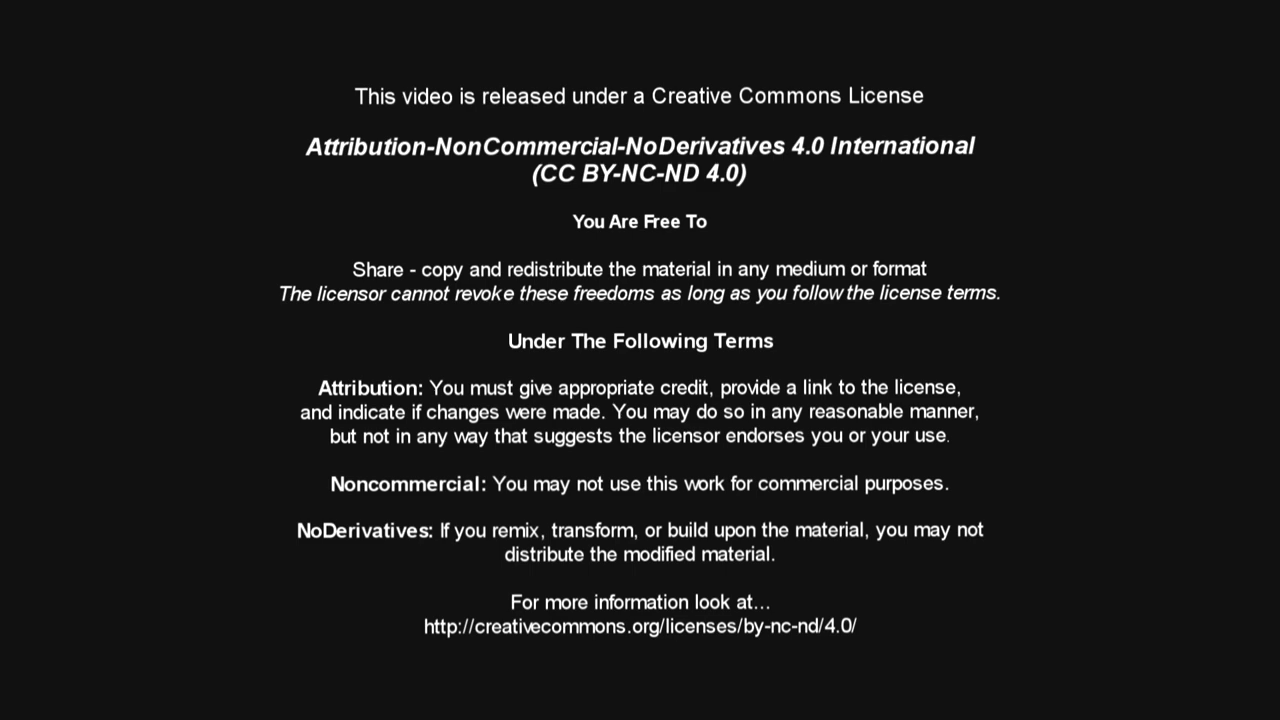 This video is released under a Creative Commons License
Attribution-NonCommercial-NoDerivatives 4.0 International
(CC BY-NC-ND 4.0)
You Are Free To
Share - copy and redistribute the material in any medium or format
The licensor cannot revoke these freedoms as long as you follow the license terms.
Under The Following Terms
Attribution: You must give appropriate credit, provide a link to the license,
and indicate if changes were made. You may do so in any reasonable manner,
but not in any way that suggests the licensor endorses you or your use.
Noncommercial: You may not use this work for commercial purposes.
NoDerivatives: If you remix, transform, or build upon the material, you may not
distribute the modified material.
For more information look at...
http://creativecommons.org/licenses/by-nc-nd/4.0/